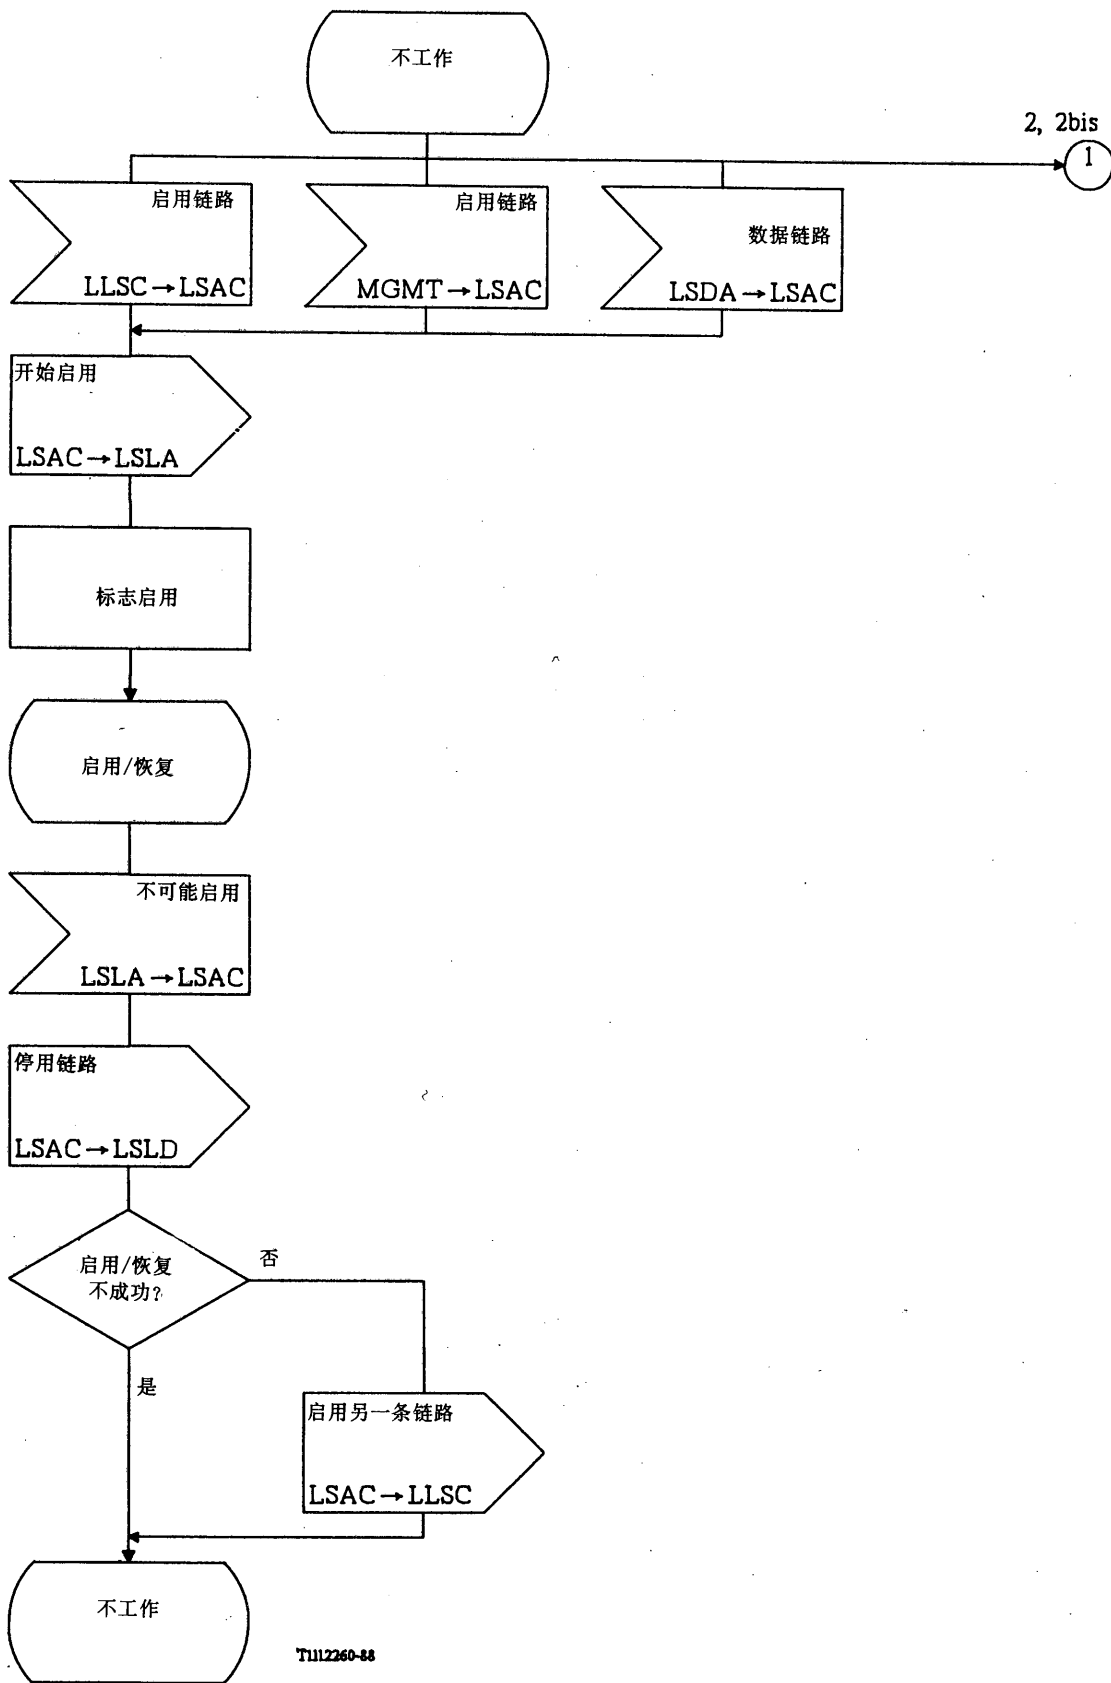 不工作
2, 2bis
1
启用链路
LLSC→LSAC
启用链路
MGMT→LSAC
数据链路
LSDA→LSAC
开始启用
LSAC→LSLA
标志启用
启用/恢复
不可能启用
LSLA→LSAC
停用链路
LSAC→LSLD
启用/恢复
不成功?
否
是
启用另一条链路
LSAC→LLSC
不工作
T1112260-88